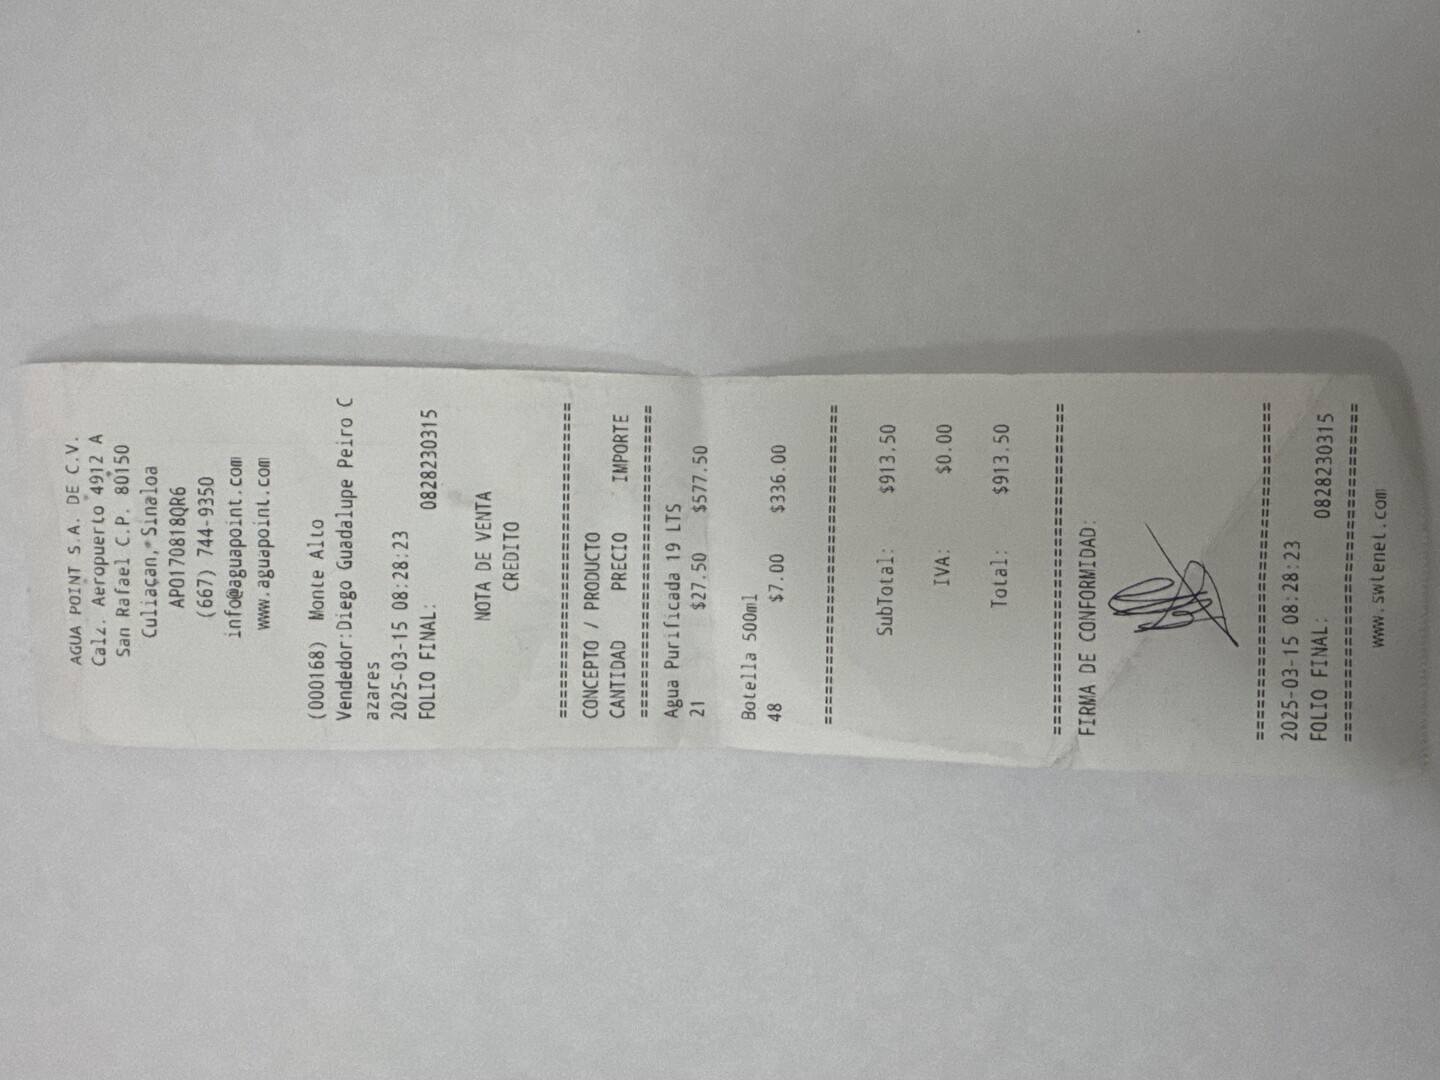 AGUA POINT S.A. DE C.V.
Calz. Aeropuerto 4912 A
San Rafael C.P. 80150
Culiacan, Sinaloa
APO170818QR6
(667) 744-9350
info@aguapoint.com
www.aguapoint.com
(000168) Monte Alto
Vendedor:Diego Guadalupe Peiro C
azares
2025-03-15 08:28:23
FOLIO FINAL: 0828230315
NOTA DE VENTA
CREDITO
================================
CONCEPTO / PRODUCTO
CANTIDAD PRECIO IMPORTE
================================
Agua Purificada 19 LTS
21 $27.50 $577.50
Botella 500ml
48 $7.00 $336.00
================================
SubTotal: $913.50
IVA: $0.00
Total: $913.50
================================
FIRMA DE CONFORMIDAD:
================================
2025-03-15 08:28:23
FOLIO FINAL: 0828230315
================================
www.swtenet.com